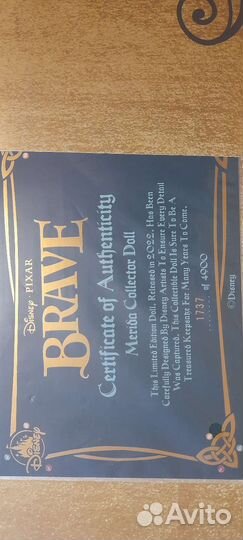 Disney · PIXAR
BRAVE
Certificate of Authenticity
Merida Collector Doll
This Limited Edition Doll, Released in 2022, Has Been
Carefully Designed By Disney Artists To Ensure Every Detail
Was Captured. This Collectible Doll Is Sure To Be A
Treasured Keepsake For Many Years To Come.
1737 of 4900
©Disney
Disney
Avito